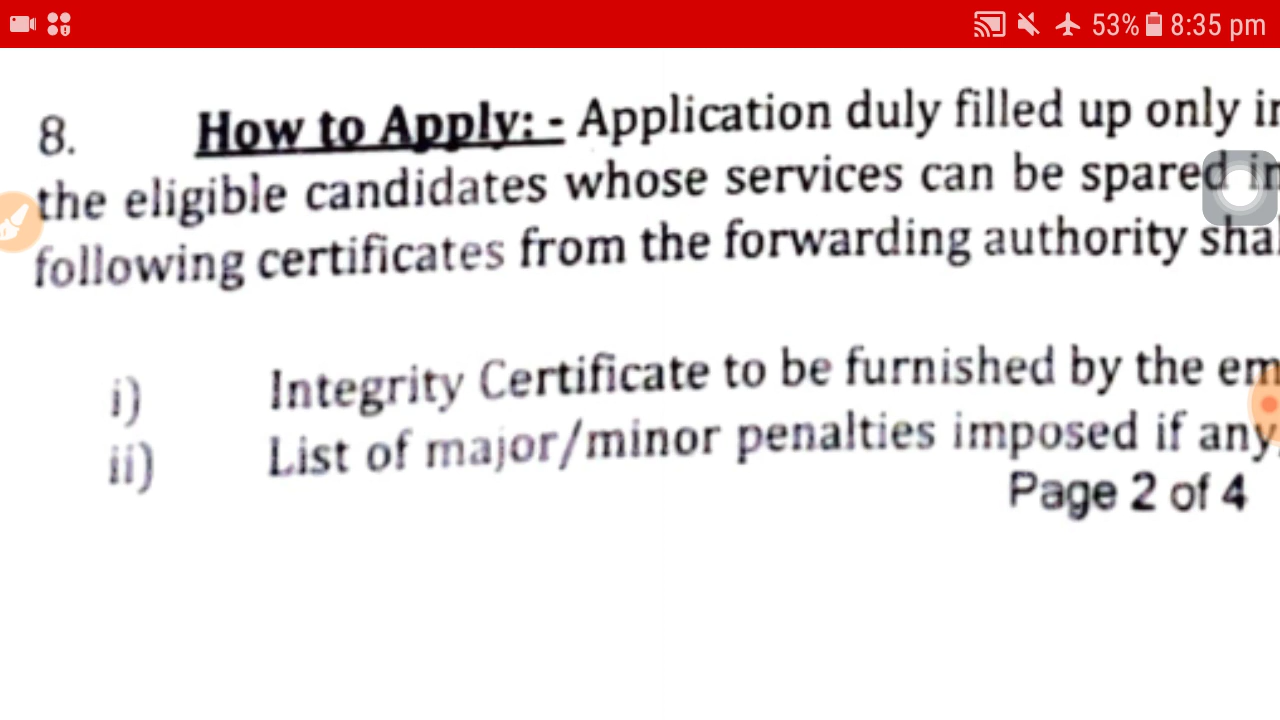 53% 8:35 pm
8. How to Apply: - Application duly filled up only
the eligible candidates whose services can be spared
following certificates from the forwarding authority
i) Integrity Certificate to be furnished by the
ii) List of major/minor penalties imposed if any
Page 2 of 4